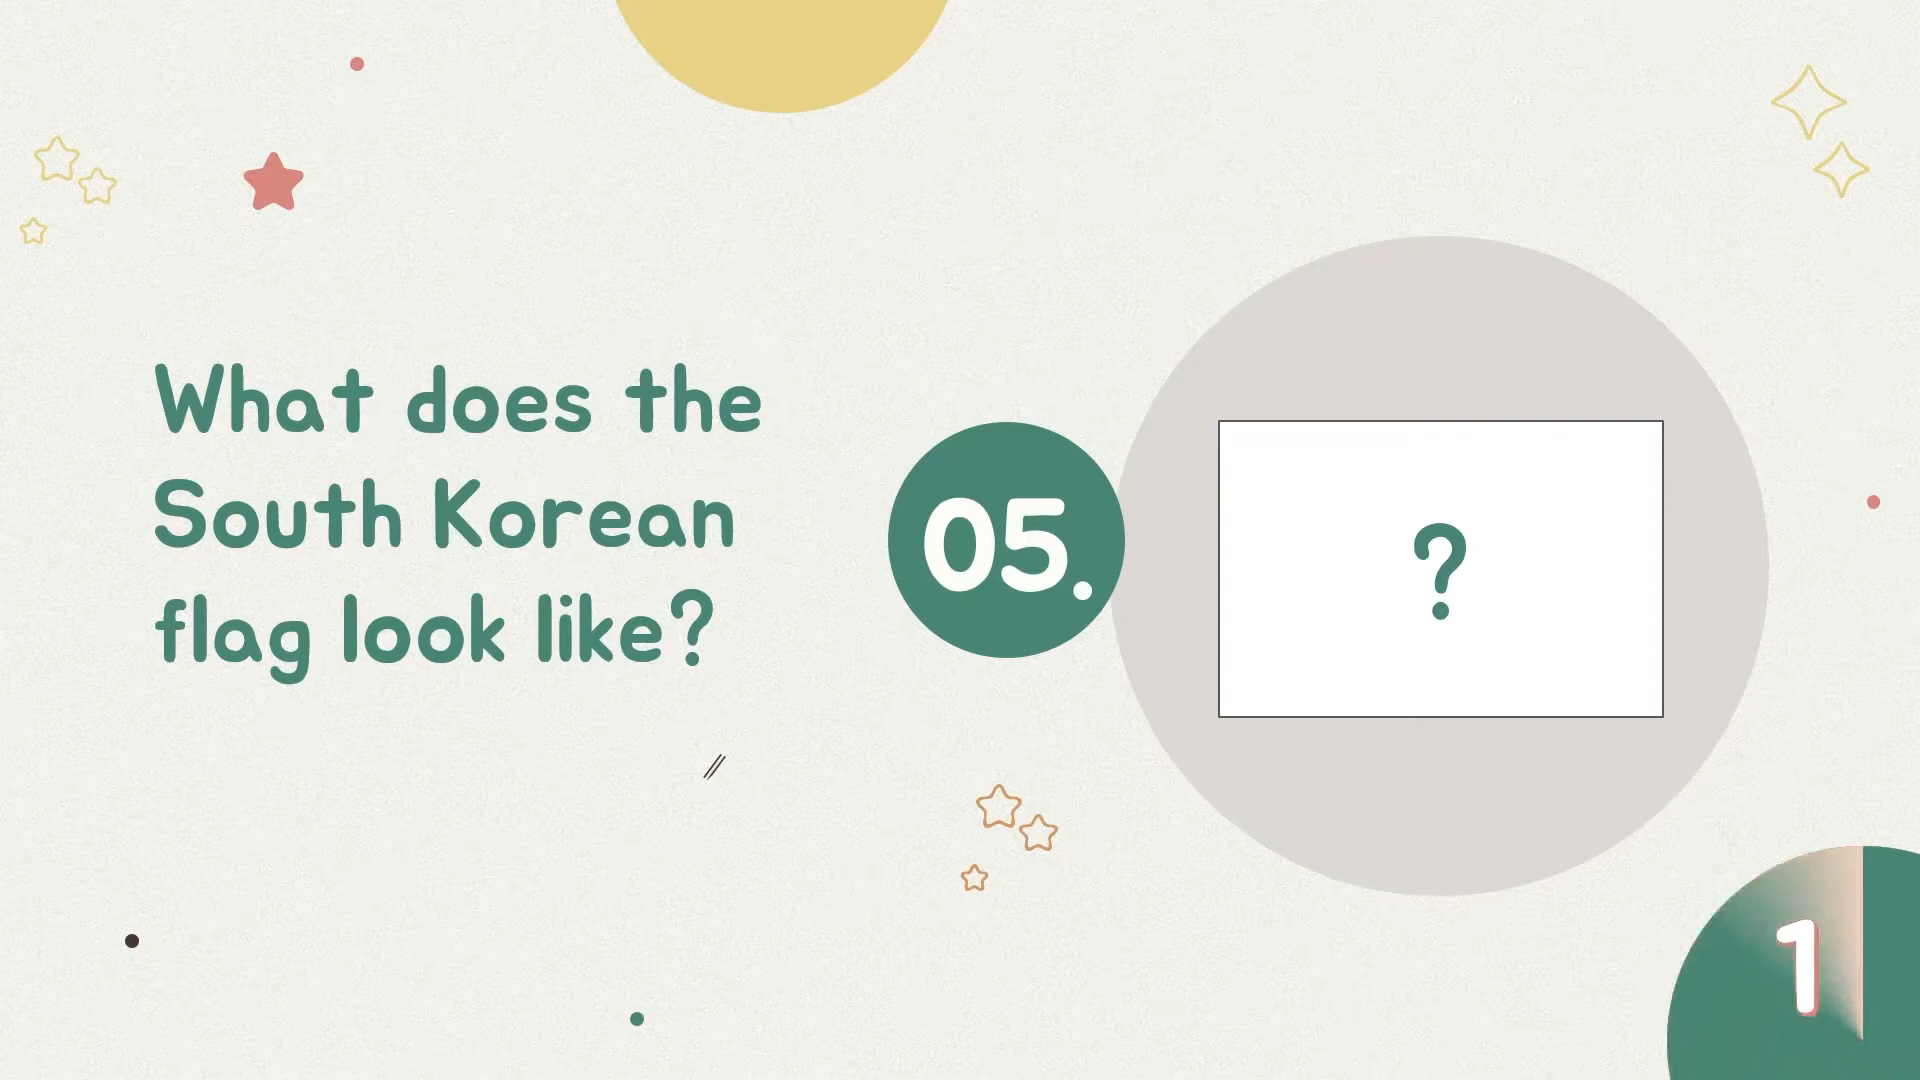 What does the
South Korean
flag look like?
05.
?
1